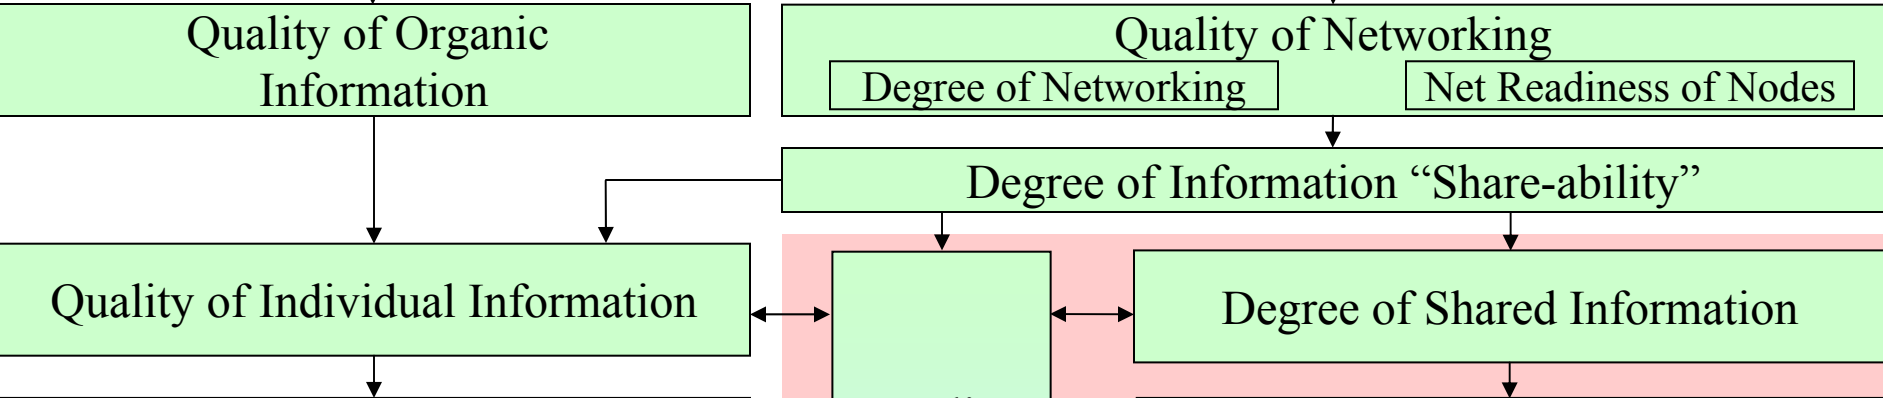 Quality of Organic
Information
Quality of Networking
Degree of Networking
Net Readiness of Nodes
Degree of Information “Share-ability”
Quality of Individual Information
Degree of Shared Information